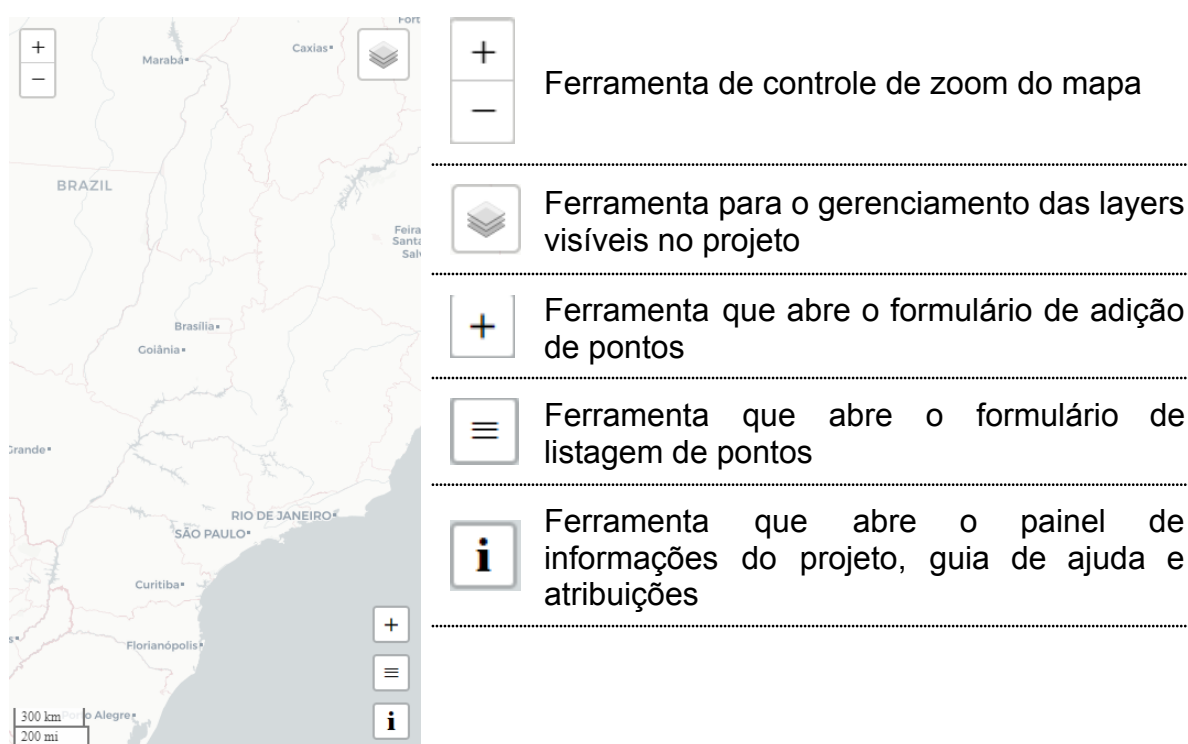 Fort
+
−
Marabá
Caxias
BRAZIL
Feira
Santa
Salv
Brasília
Goiânia
Grande
RIO DE JANEIRO
SÃO PAULO
Curitiba
Florianópolis
+
≡
i
300 km
o Alegre
200 mi
+
−
Ferramenta de controle de zoom do mapa
Ferramenta para o gerenciamento das layers
visíveis no projeto
+
Ferramenta que abre o formulário de adição
de pontos
≡
Ferramenta que abre o formulário de
listagem de pontos
i
Ferramenta que abre o painel de
informações do projeto, guia de ajuda e
atribuições